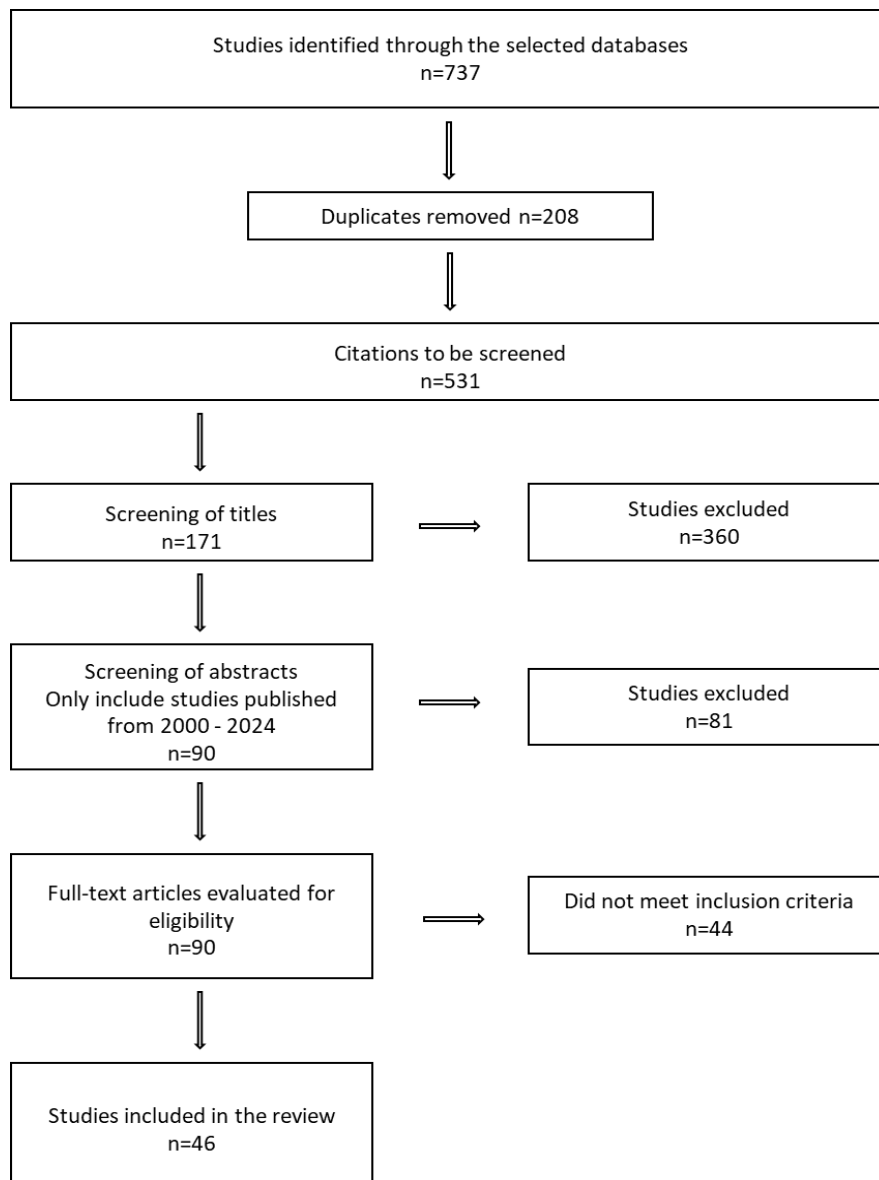 Studies identified through the selected databases
n=737
Duplicates removed n=208
Citations to be screened
n=531
Screening of titles
n=171
Studies excluded
n=360
Screening of abstracts
Only include studies published
from 2000 - 2024
n=90
Studies excluded
n=81
Full-text articles evaluated for
eligibility
n=90
Did not meet inclusion criteria
n=44
Studies included in the review
n=46